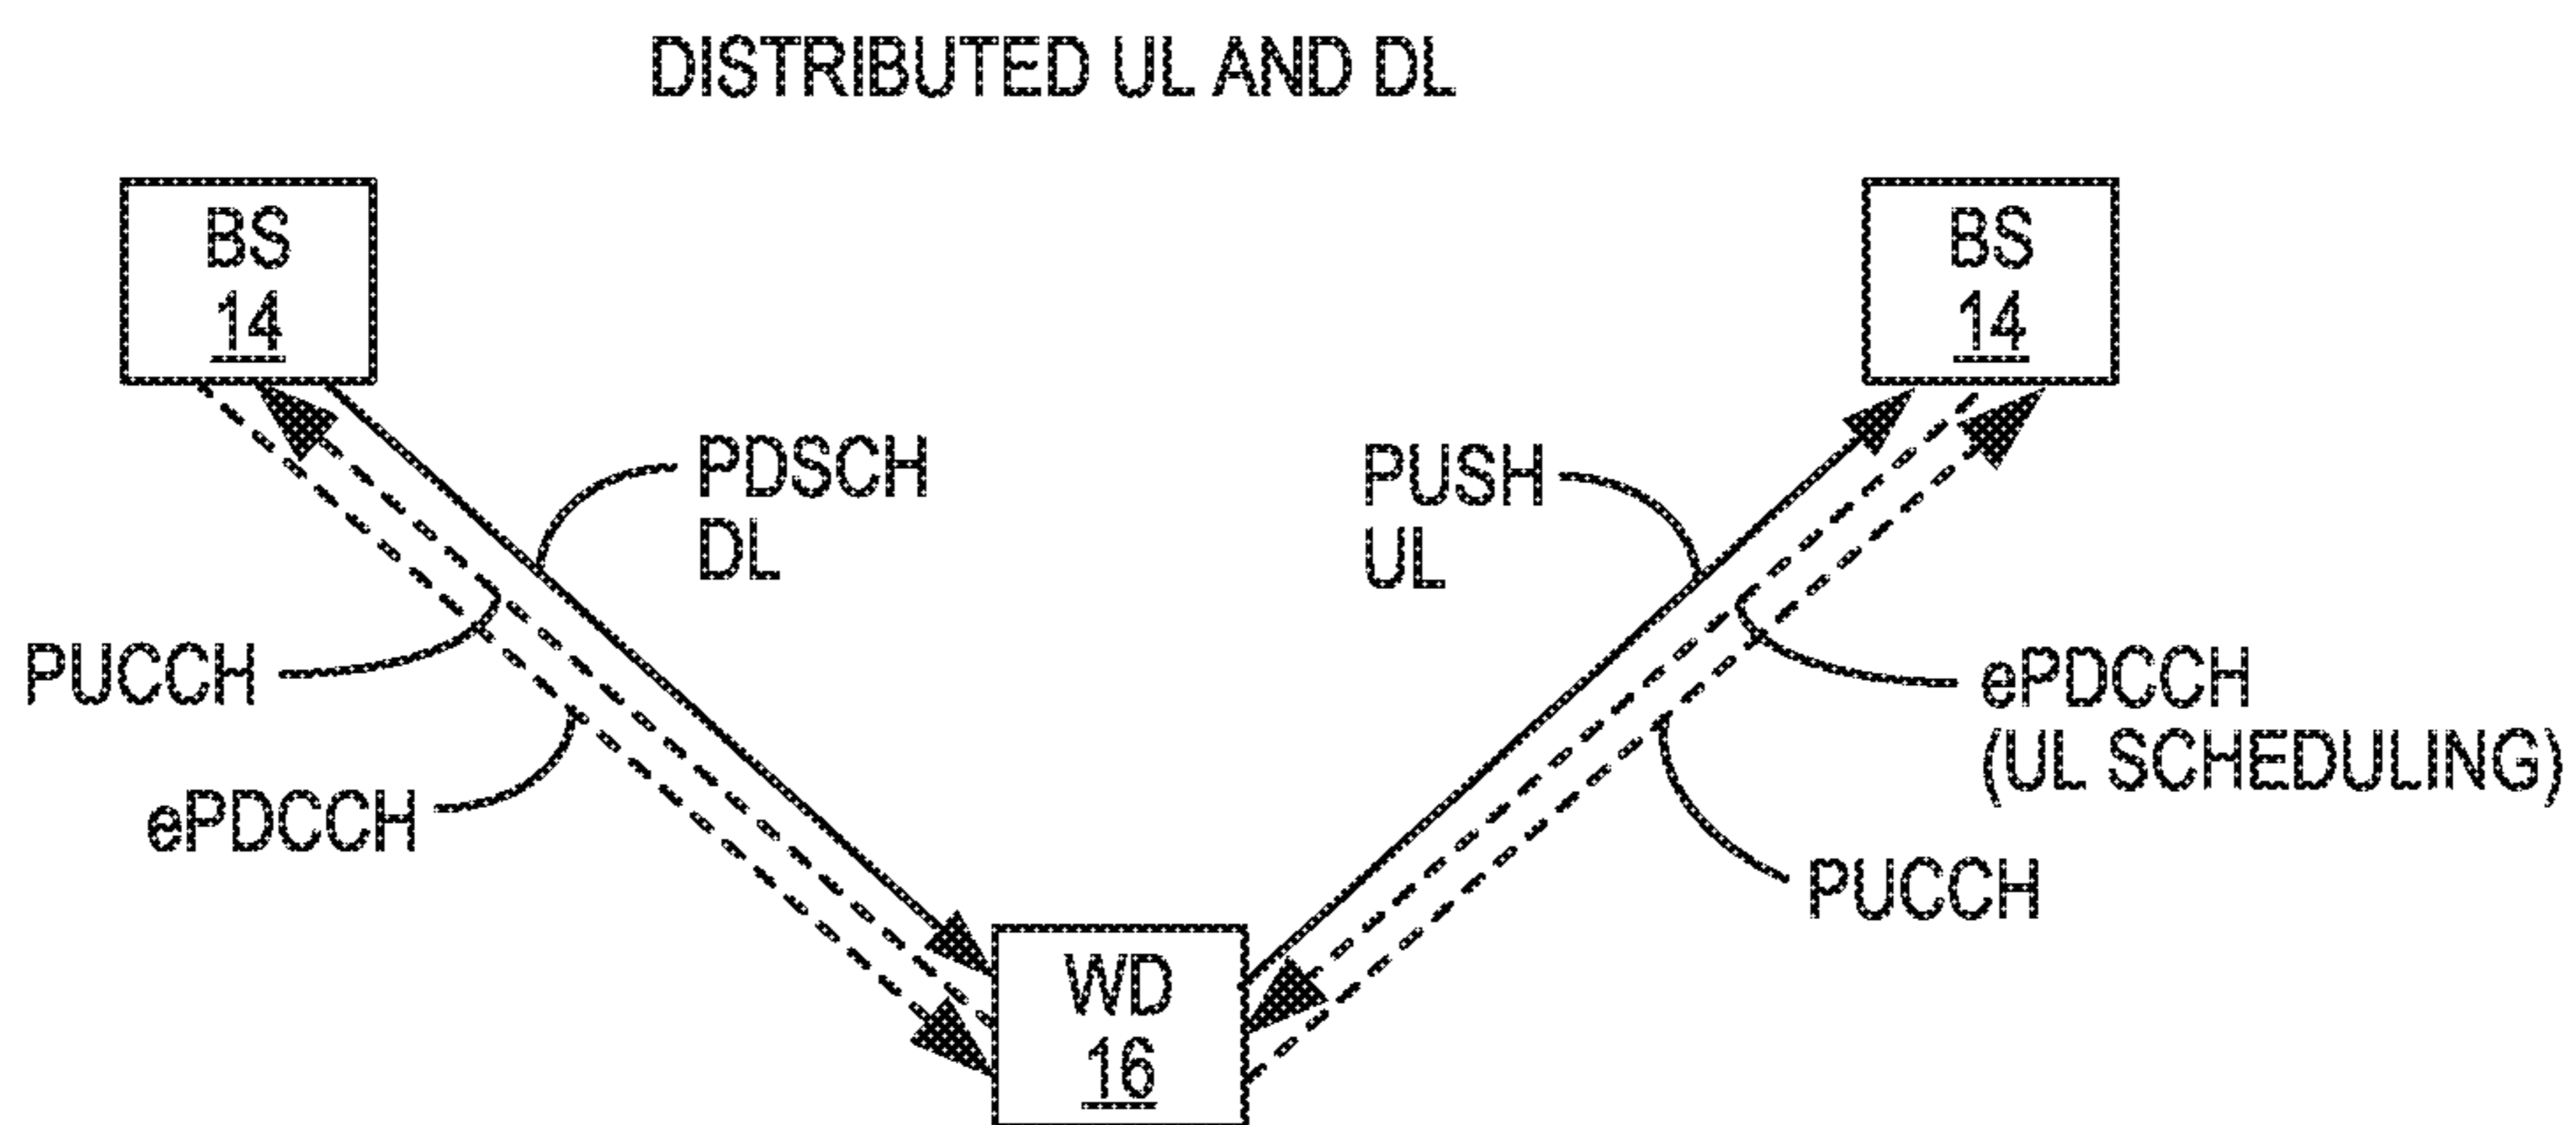 DISTRIBUTED UL AND DL
BS
14
BS
14
PDSCH
DL
PUSH
UL
PUCCH
ePDCCH
ePDCCH
(UL SCHEDULING)
PUCCH
WD
16